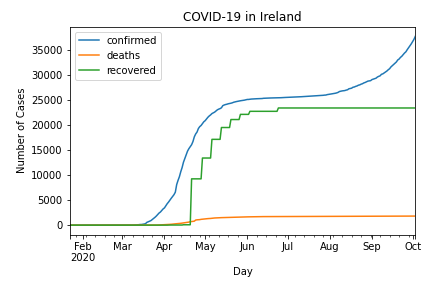 COVID-19 in Ireland
confirmed
deaths
recovered
Number of Cases
35000
30000
25000
20000
15000
10000
5000
0
Feb Mar Apr May Jun Jul Aug Sep Oct
2020
Day